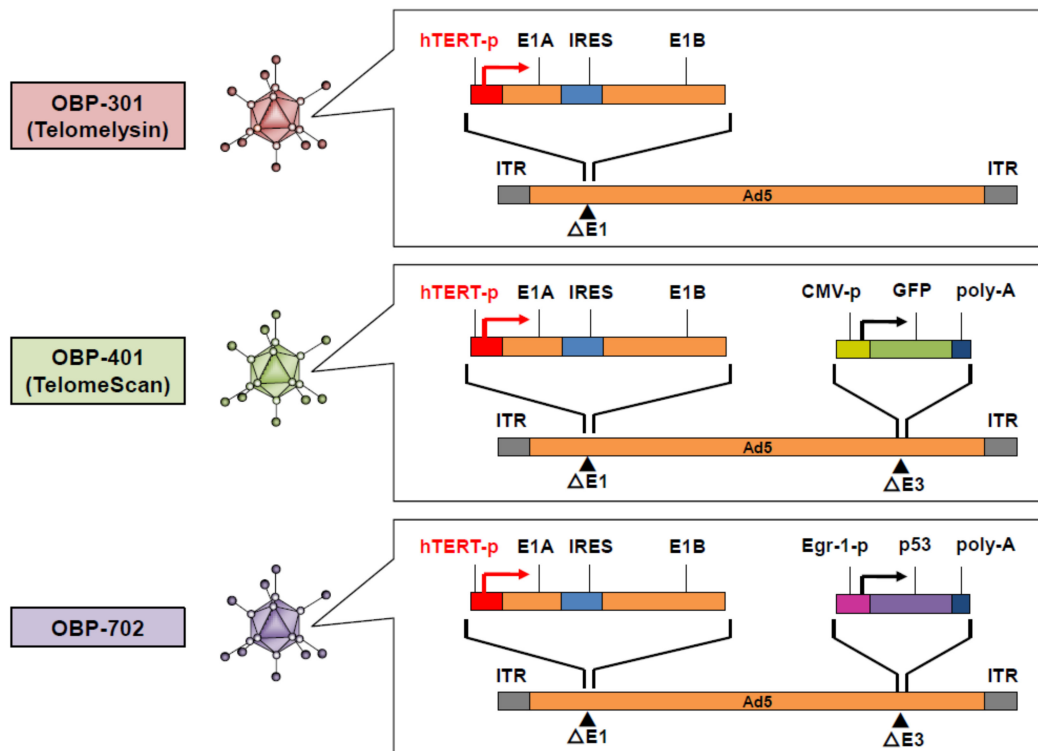 hTERT-p E1A IRES E1B
OBP-301
(Telomelysin)
ITR ITR
Ad5
△E1
hTERT-p E1A IRES E1B CMV-p GFP poly-A
OBP-401
(TelomeScan)
ITR ITR
Ad5
△E1 △E3
hTERT-p E1A IRES E1B Egr-1-p p53 poly-A
OBP-702
ITR ITR
Ad5
△E1 △E3